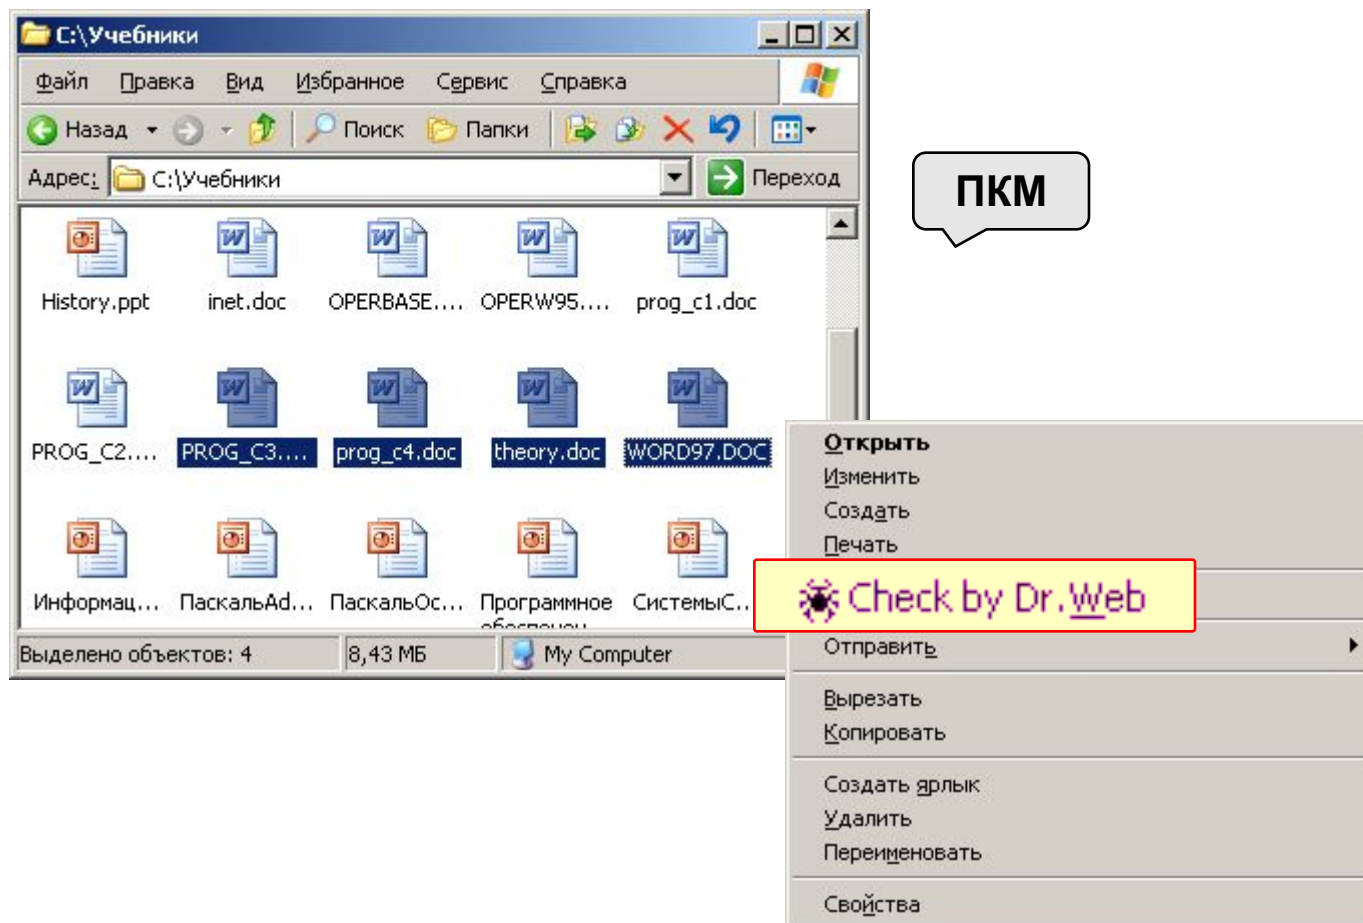 C:\Учебники
Файл Правка Вид Избранное Сервис Справка
Назад Поиск Папки
Адрес: C:\Учебники Переход
ПКМ
History.ppt inet.doc OPERBASE.... OPERW95.... prog_c1.doc
PROG_C2.... PROG_C3.... prog_c4.doc theory.doc WORD97.DOC
Информац... ПаскальAd... ПаскальОс... Программное СистемыС...
обеспечен
Выделено объектов: 4 8,43 МБ My Computer
Открыть
Изменить
Создать
Печать
Check by Dr.Web
Отправить
Вырезать
Копировать
Создать ярлык
Удалить
Переименовать
Свойства